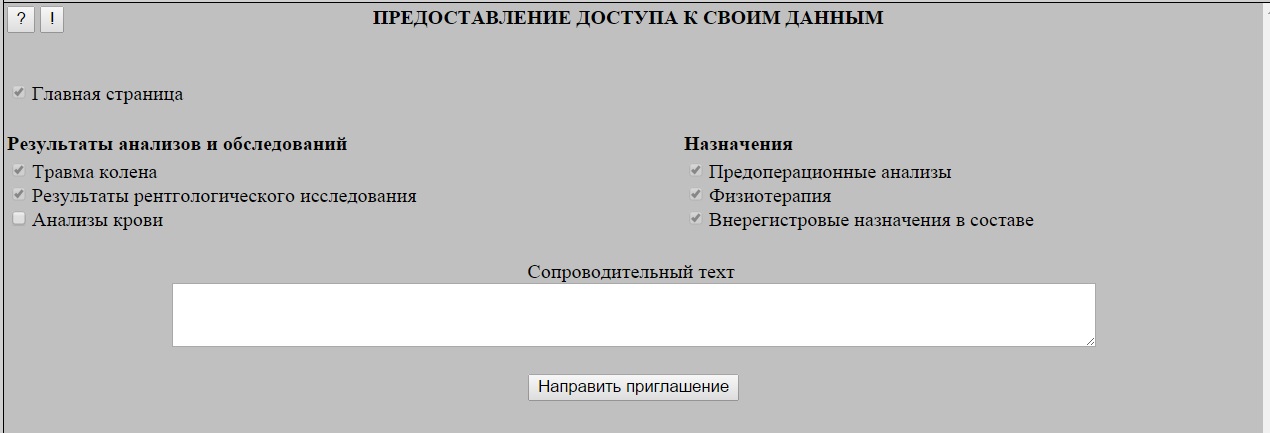 ? ! ПРЕДОСТАВЛЕНИЕ ДОСТУПА К СВОИМ ДАННЫМ
Главная страница
Результаты анализов и обследований
Травма колена
Результаты рентгологического исследования
Анализы крови
Назначения
Предоперационные анализы
Физиотерапия
Внерегистровые назначения в составе
Сопроводительный техт
Направить приглашение